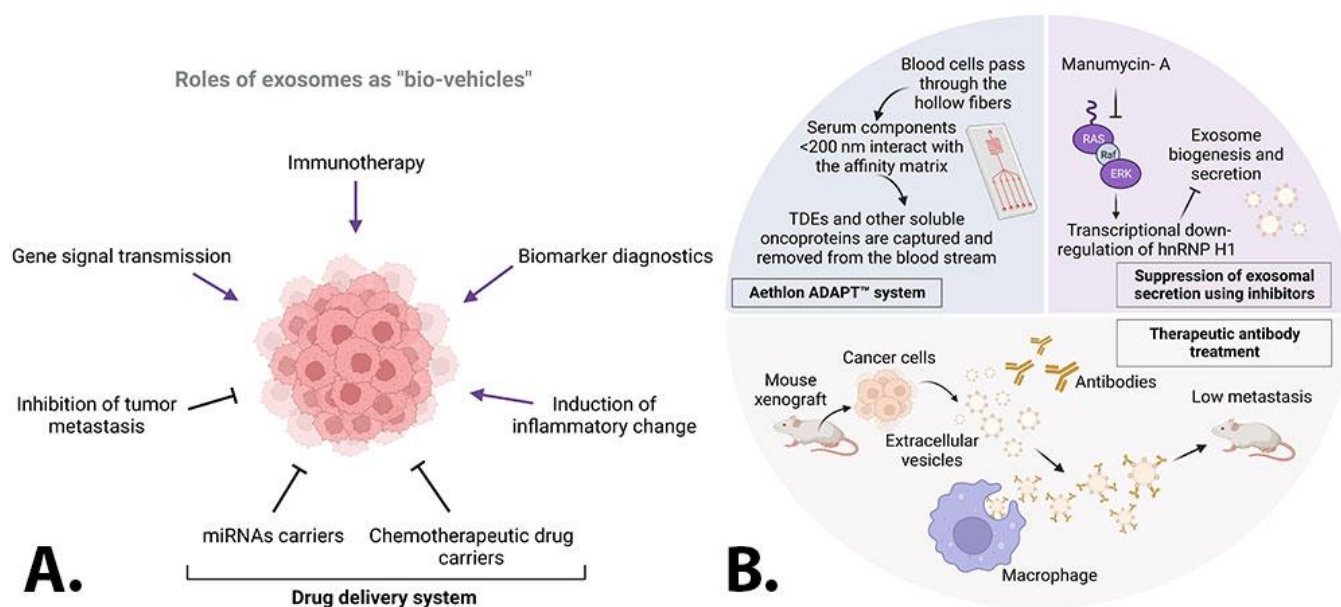 Roles of exosomes as "bio-vehicles"
Immunotherapy
Gene signal transmission
Biomarker diagnostics
Inhibition of tumor
metastasis
Induction of
inflammatory change
miRNAs carriers
Chemotherapeutic drug
carriers
Drug delivery system
A.
Blood cells pass
through the
hollow fibers
Serum components
<200 nm interact with
the affinity matrix
TDEs and other soluble
oncoproteins are captured and
removed from the blood stream
Aethlon ADAPT™ system
Manumycin- A
RAS
Raf
ERK
Exosome
biogenesis and
secretion
Transcriptional down-
regulation of hnRNP H1
Suppression of exosomal
secretion using inhibitors
Therapeutic antibody
treatment
Mouse
xenograft
Cancer cells
Extracellular
vesicles
Antibodies
Low metastasis
Macrophage
B.